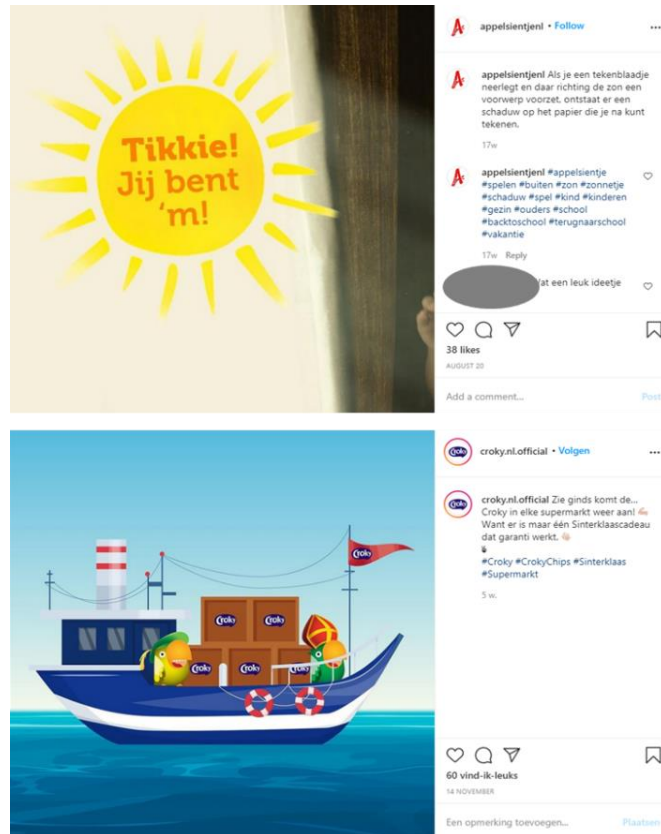 Tikkie!
Jij bent
'm!
appelsientjenl • Follow
appelsientjenl Als je een tekenblaadje
neerlegt en daar richting de zon een
voorwerp voorzet, ontstaat er een
schaduw op het papier die je na kunt
tekenen.
17w
appelsientjenl #appelsientje
#spelen #buiten #zon #zonnetje
#schaduw #spel #kind #kinderen
#gezin #ouders #school
#backtoschool #terugnaarschool
#vakantie
17w Reply
at een leuk ideetje
38 likes
AUGUST 20
Add a comment... Post
Croky
Croky Croky
Croky Croky Croky
croky.nl.official • Volgen
croky.nl.official Zie ginds komt de...
Croky in elke supermarkt weer aan!
Want er is maar één Sinterklaascadeau
dat garanti werkt.
#Croky #CrokyChips #Sinterklaas
#Supermarkt
5 w.
60 vind-ik-leuks
14 NOVEMBER
Een opmerking toevoegen... Plaatsen